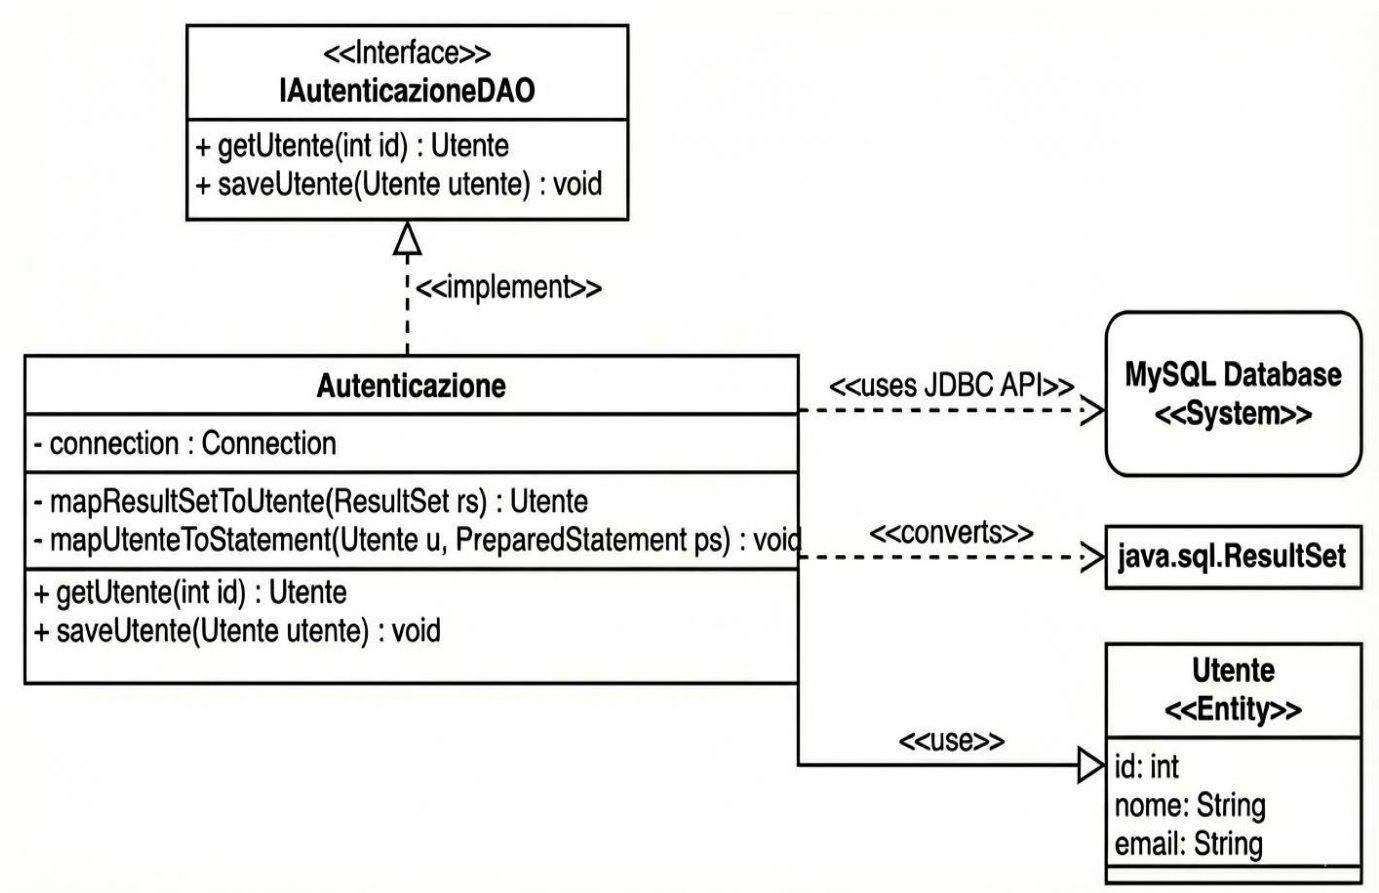 <<Interface>>
IAutenticazioneDAO
+ getUtente(int id) : Utente
+ saveUtente(Utente utente) : void
<<implement>>
Autenticazione
- connection : Connection
- mapResultSetToUtente(ResultSet rs) : Utente
- mapUtenteToStatement(Utente u, PreparedStatement ps) : void
+ getUtente(int id) : Utente
+ saveUtente(Utente utente) : void
<<uses JDBC API>>
MySQL Database
<<System>>
<<converts>>
java.sql.ResultSet
<<use>>
Utente
<<Entity>>
id: int
nome: String
email: String